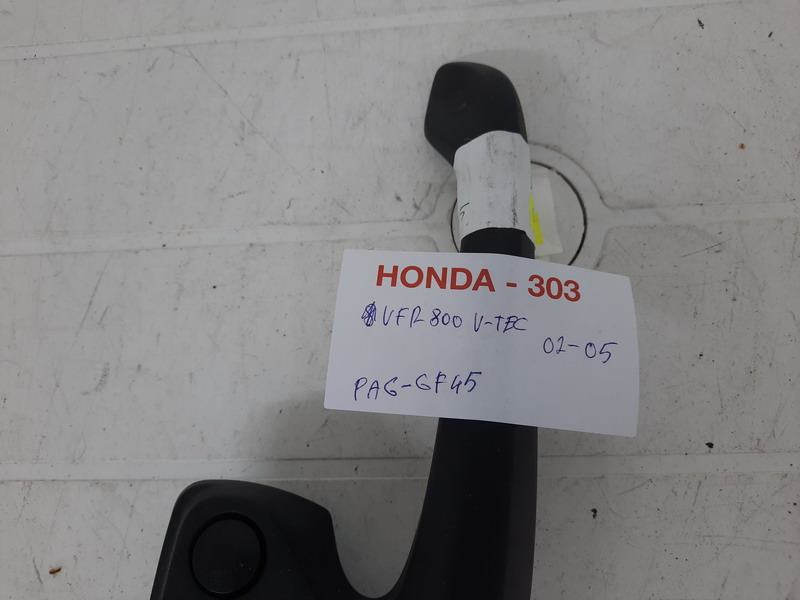 HONDA - 303
VFR 800 V-TEC
02-05
PAG-GF45